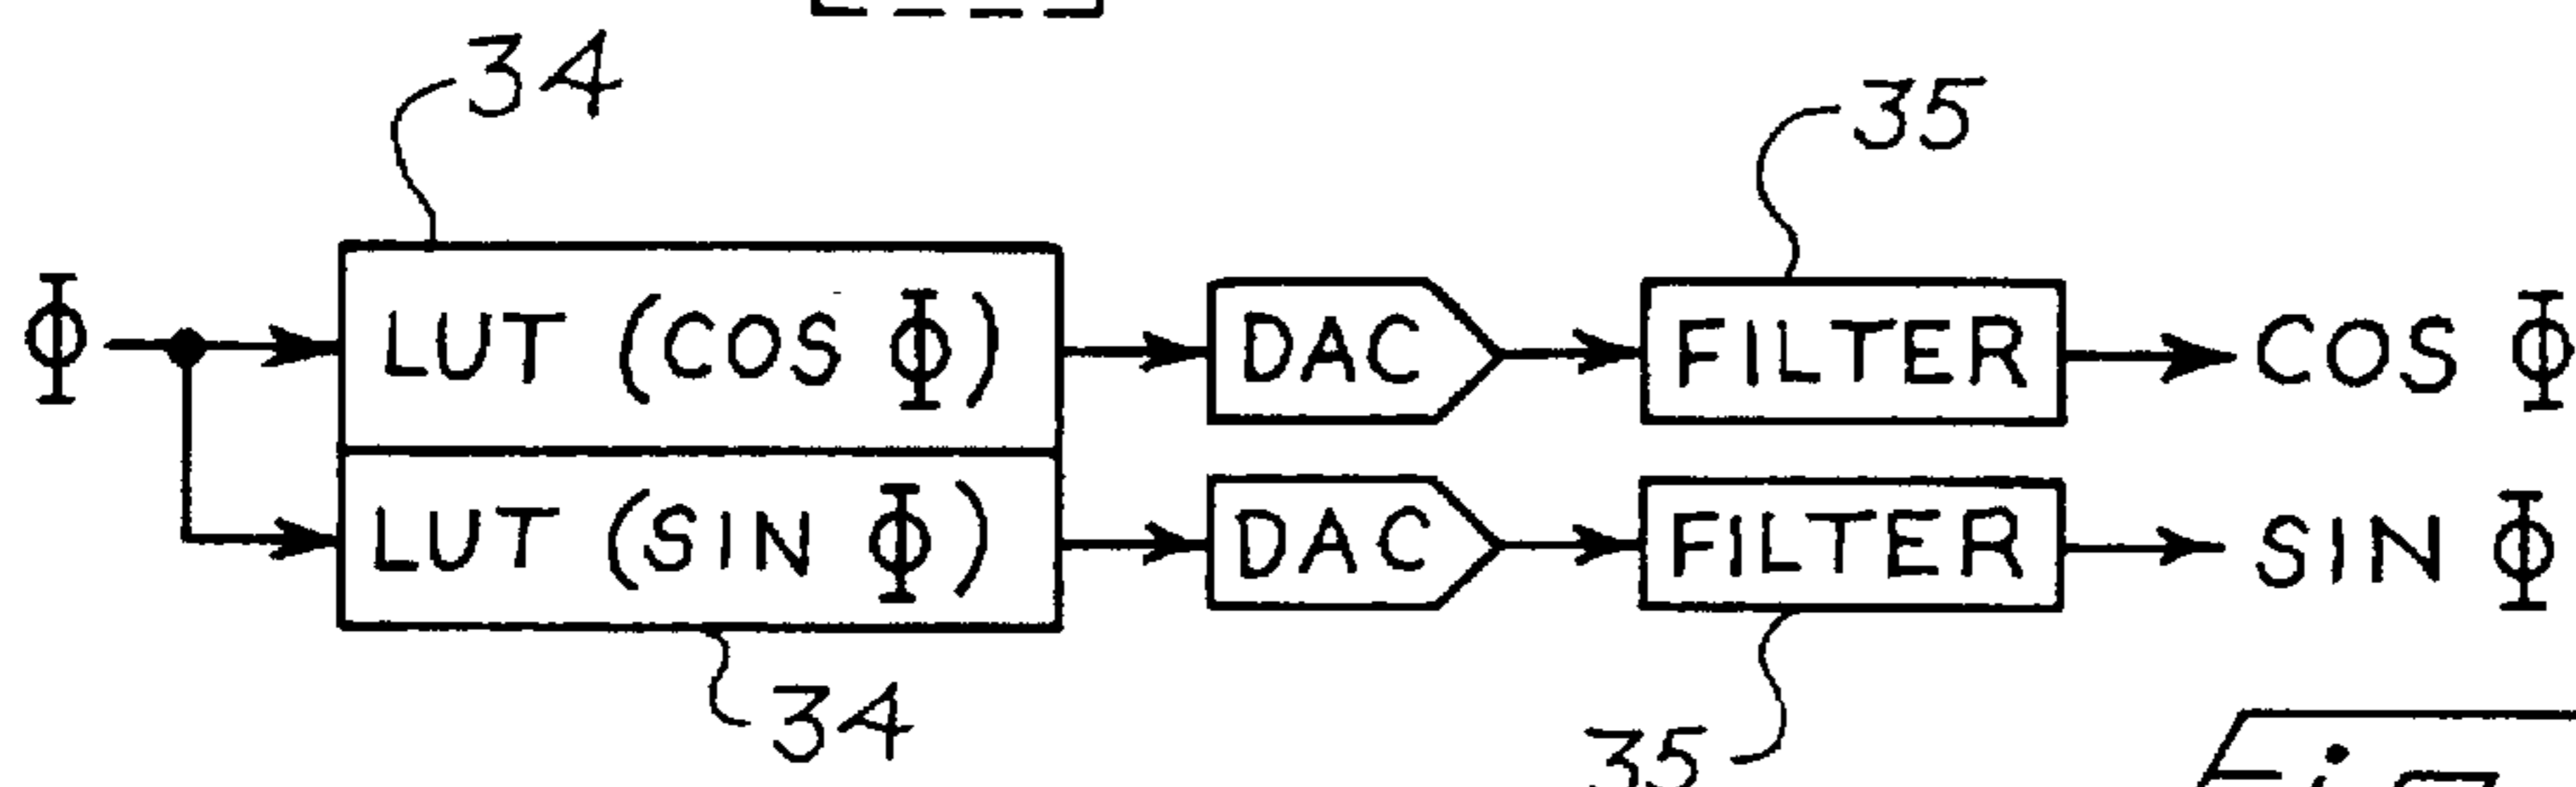 34
35
Φ LUT (COS Φ) DAC FILTER COS Φ
LUT (SIN Φ) DAC FILTER SIN Φ
34
35